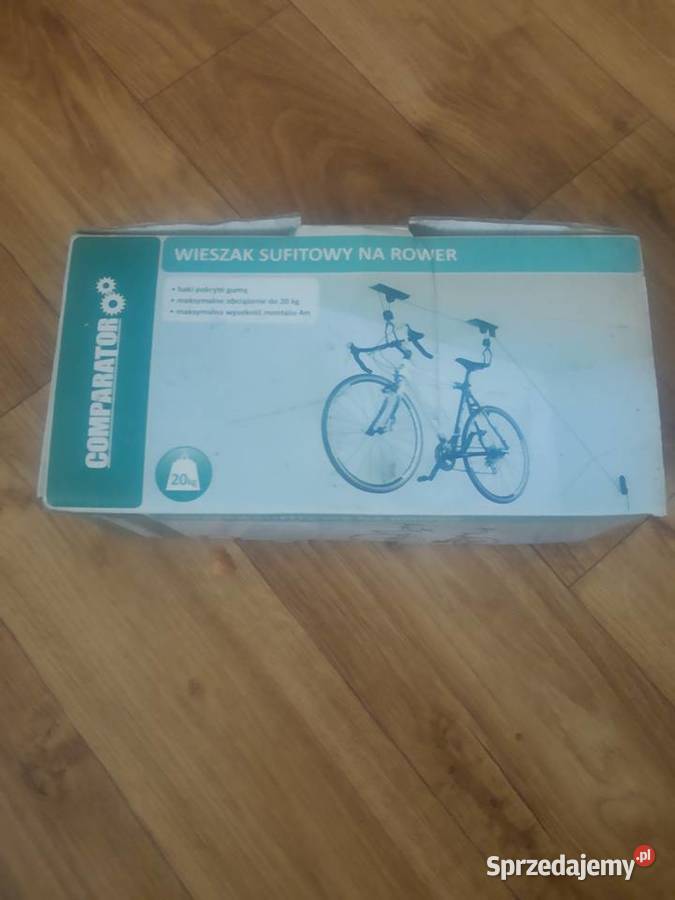 COMPARATOR
WIESZAK SUFITOWY NA ROWER
• haki pokryte gumą
• maksymalne obciążenie do 20 kg
• maksymalna wysokość montażu 4m
20kg
Sprzedajemy.pl